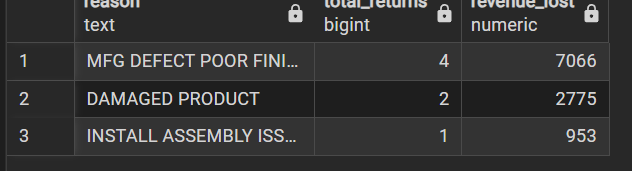 reason total_returns revenue_lost
text bigint numeric
1 MFG DEFECT POOR FINI... 4 7066
2 DAMAGED PRODUCT 2 2775
3 INSTALL ASSEMBLY ISS... 1 953